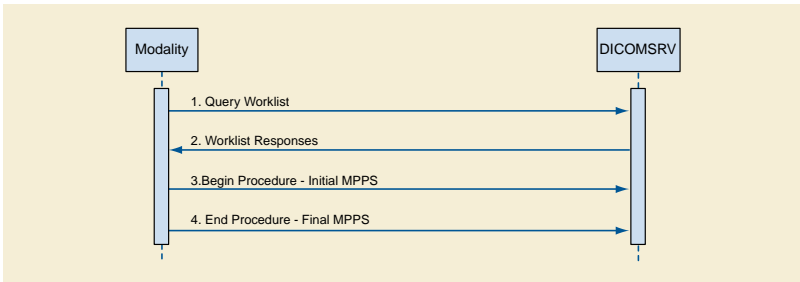 Modality
DICOMSRV
1. Query Worklist
2. Worklist Responses
3.Begin Procedure - Initial MPPS
4. End Procedure - Final MPPS